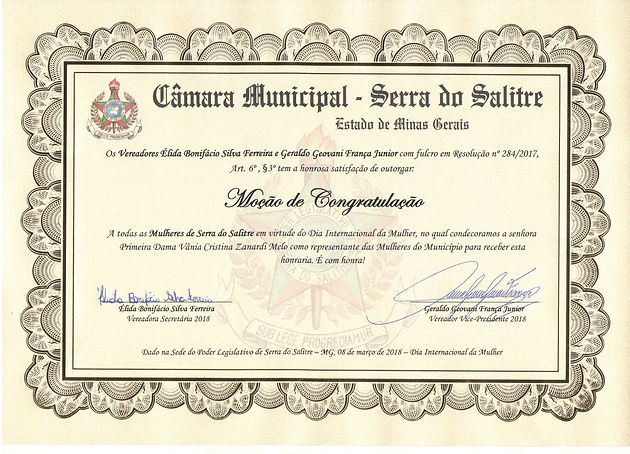 Câmara Municipal - Serra do Salitre
Estado de Minas Gerais
Os Vereadores Élida Bonifácio Silva Ferreira e Geraldo Geovani França Junior com fulcro em Resolução nº 284/2017,
Art. 6º , §3º tem a honrosa satisfação de outorgar:
Moção de Congratulação
A todas as Mulheres de Serra do Salitre em virtude do Dia Internacional da Mulher, no qual condecoramos a senhora
Primeira Dama Vânia Cristina Zanardi Melo como representante das Mulheres do Município para receber esta
honraria. É com honra!
Élida Bonifácio Silva Ferreira
Vereadora Secretária 2018
Geraldo Geovani França Junior
Vereador Vice-Presidente 2018
SUB LEGE PROGREDIAMUR
Dado na Sede do Poder Legislativo de Serra do Salitre – MG, 08 de março de 2018 – Dia Internacional da Mulher